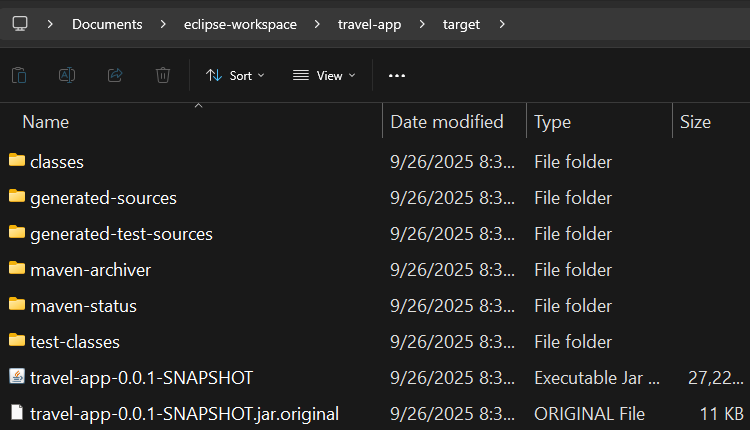 Documents > eclipse-workspace > travel-app > target >
Sort View ...
Name Date modified Type Size
classes 9/26/2025 8:3... File folder
generated-sources 9/26/2025 8:3... File folder
generated-test-sources 9/26/2025 8:3... File folder
maven-archiver 9/26/2025 8:3... File folder
maven-status 9/26/2025 8:3... File folder
test-classes 9/26/2025 8:3... File folder
travel-app-0.0.1-SNAPSHOT 9/26/2025 8:3... Executable Jar ... 27,22...
travel-app-0.0.1-SNAPSHOT.jar.original 9/26/2025 8:3... ORIGINAL File 11 KB